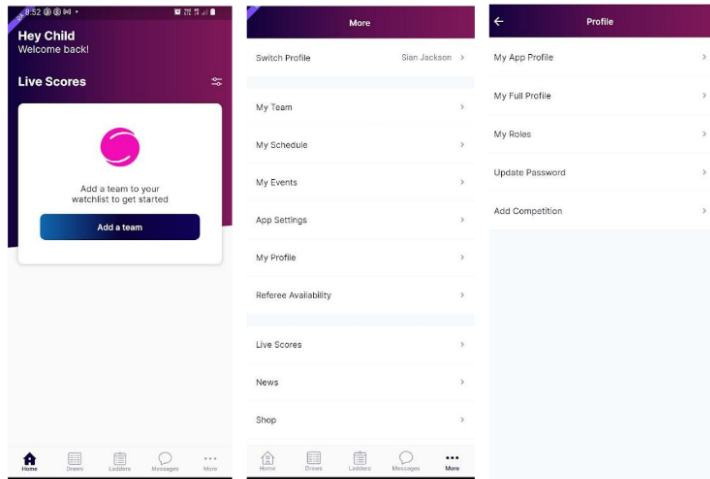 8:52
Hey Child
Welcome back!
Live Scores
Add a team to your
watchlist to get started
Add a team
Home
Draws
Ladders
Messages
More
More
Switch Profile
Sian Jackson
My Team
My Schedule
My Events
App Settings
My Profile
Referee Availability
Live Scores
News
Shop
Home
Draws
Ladders
Messages
More
Profile
My App Profile
My Full Profile
My Roles
Update Password
Add Competition